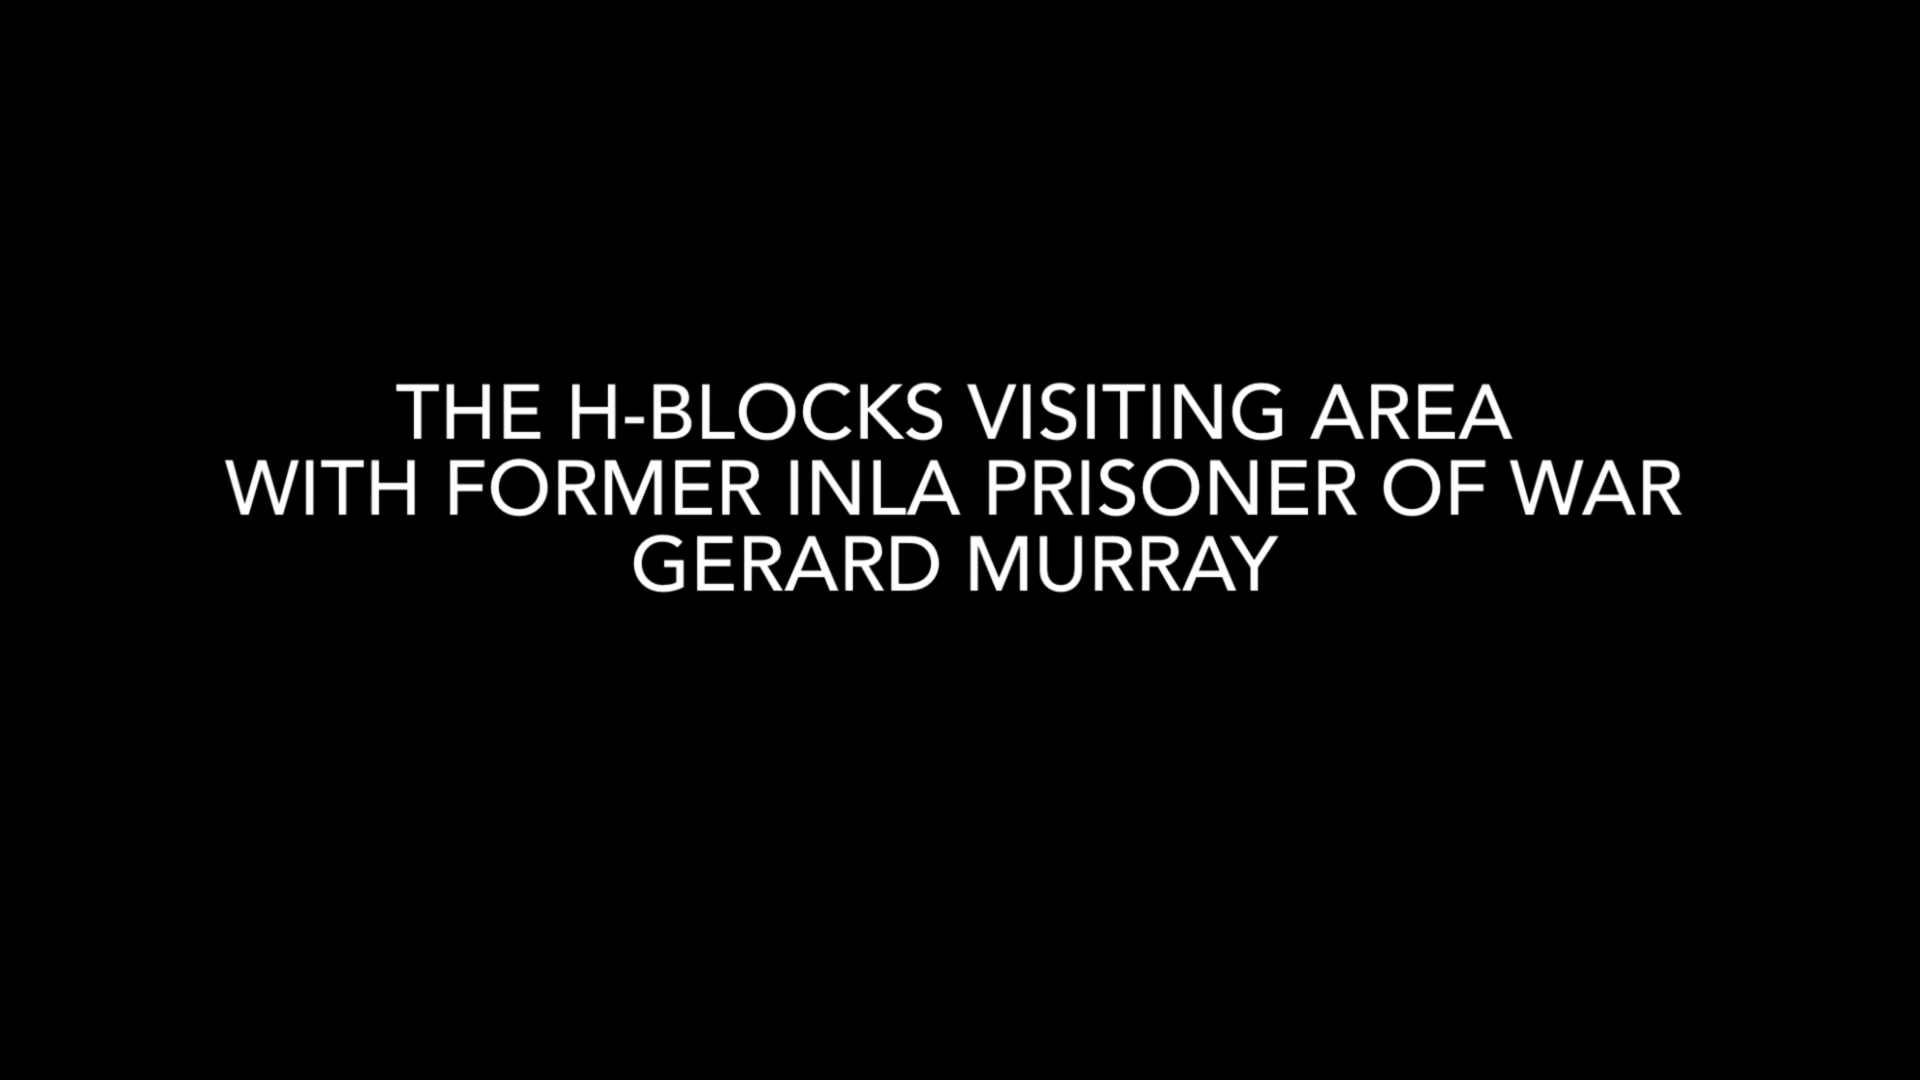 THE H-BLOCKS VISITING AREA
WITH FORMER INLA PRISONER OF WAR
GERARD MURRAY